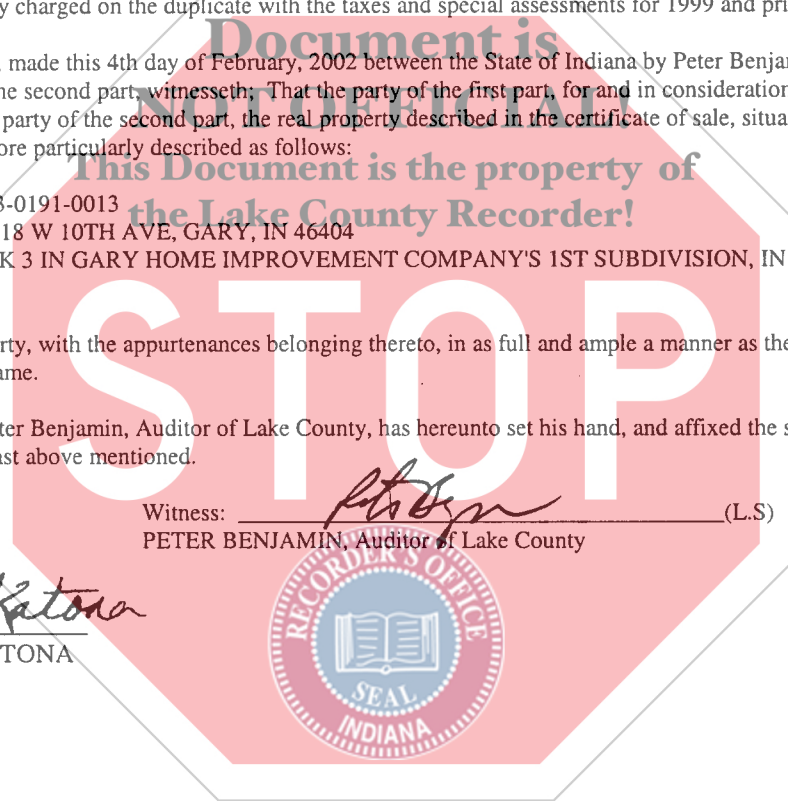 y charged on the duplicate with the taxes and special assessments for 1999 and pri
Document is
, made this 4th day of February, 2002 between the State of Indiana by Peter Benja
he second part, witnesseth; That the party of the first part, for and in consideration
NOT OFFICIAL!
party of the second part, the real property described in the certificate of sale, situa
ore particularly described as follows:
This Document is the property of
-0191-0013
the Lake County Recorder!
18 W 10TH AVE, GARY, IN 46404
K 3 IN GARY HOME IMPROVEMENT COMPANY'S 1ST SUBDIVISION, IN
STOP
rty, with the appurtenances belonging thereto, in as full and ample a manner as the
ame.
ter Benjamin, Auditor of Lake County, has hereunto set his hand, and affixed the s
ast above mentioned.
Witness: (L.S)
PETER BENJAMIN, Auditor of Lake County
Katona
TONA
RECORDER'S OFFICE
SEAL
INDIANA